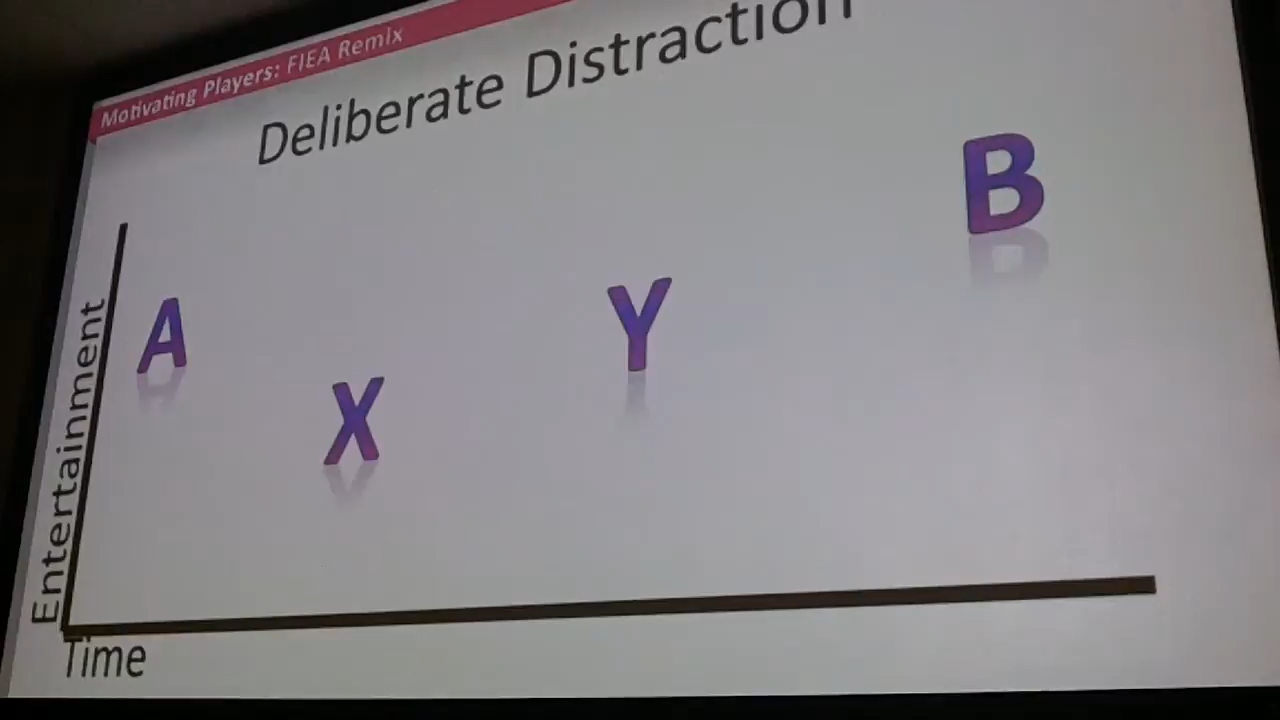 Motivating Players: FIEA Remix
Deliberate Distraction
B
A
Y
X
Entertainment
Time